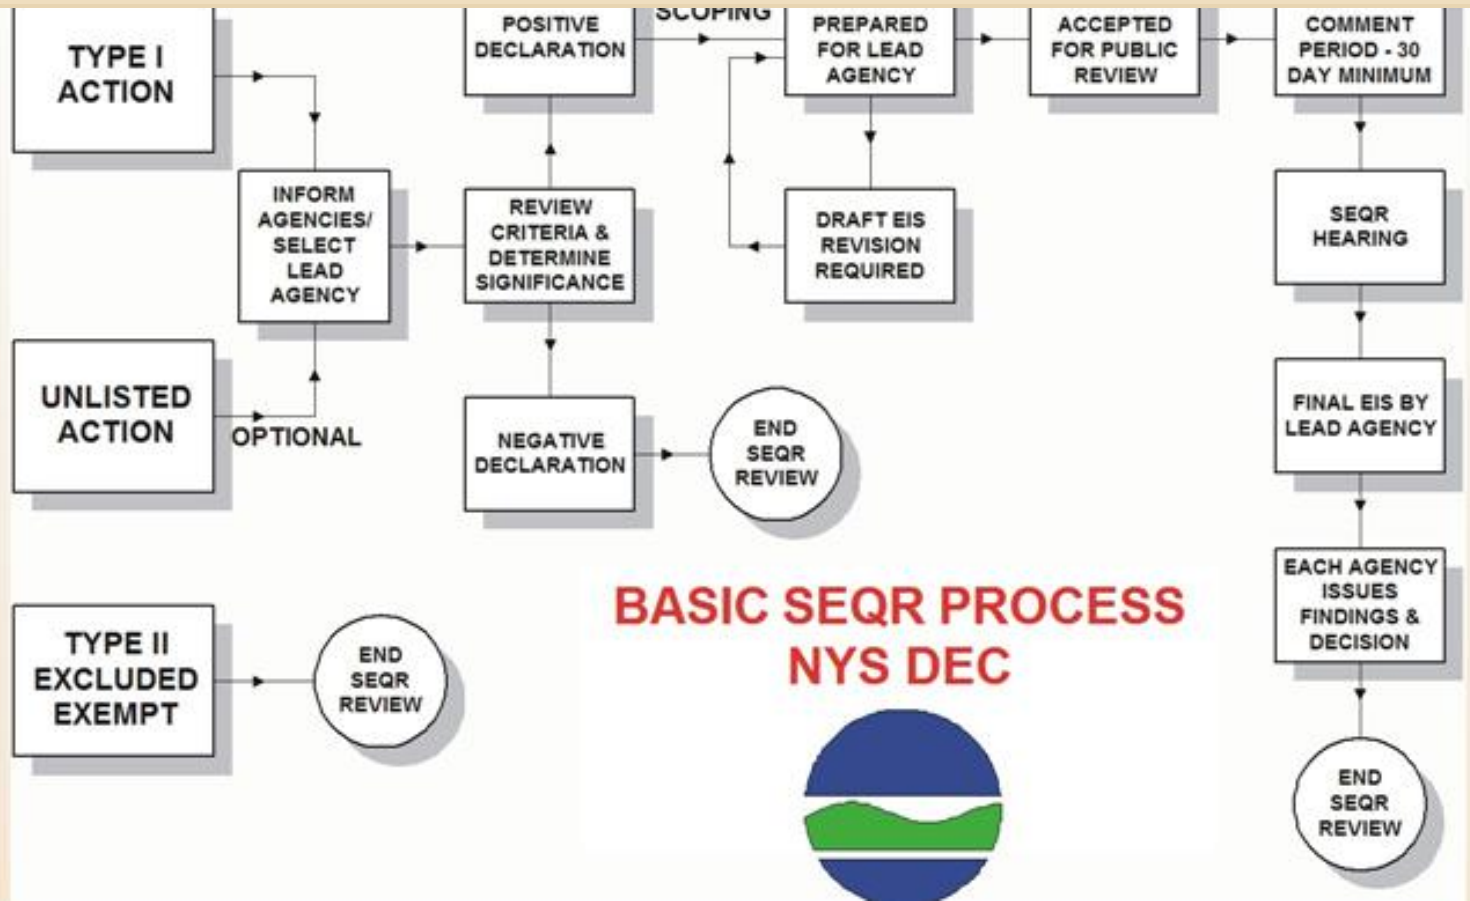 TYPE I
ACTION
INFORM
AGENCIES/
SELECT
LEAD
AGENCY
UNLISTED
ACTION
OPTIONAL
TYPE II
EXCLUDED
EXEMPT
END
SEQR
REVIEW
POSITIVE
DECLARATION
REVIEW
CRITERIA &
DETERMINE
SIGNIFICANCE
NEGATIVE
DECLARATION
END
SEQR
REVIEW
SCOPING
PREPARED
FOR LEAD
AGENCY
DRAFT EIS
REVISION
REQUIRED
ACCEPTED
FOR PUBLIC
REVIEW
COMMENT
PERIOD - 30
DAY MINIMUM
SEQR
HEARING
FINAL EIS BY
LEAD AGENCY
EACH AGENCY
ISSUES
FINDINGS &
DECISION
END
SEQR
REVIEW
BASIC SEQR PROCESS
NYS DEC